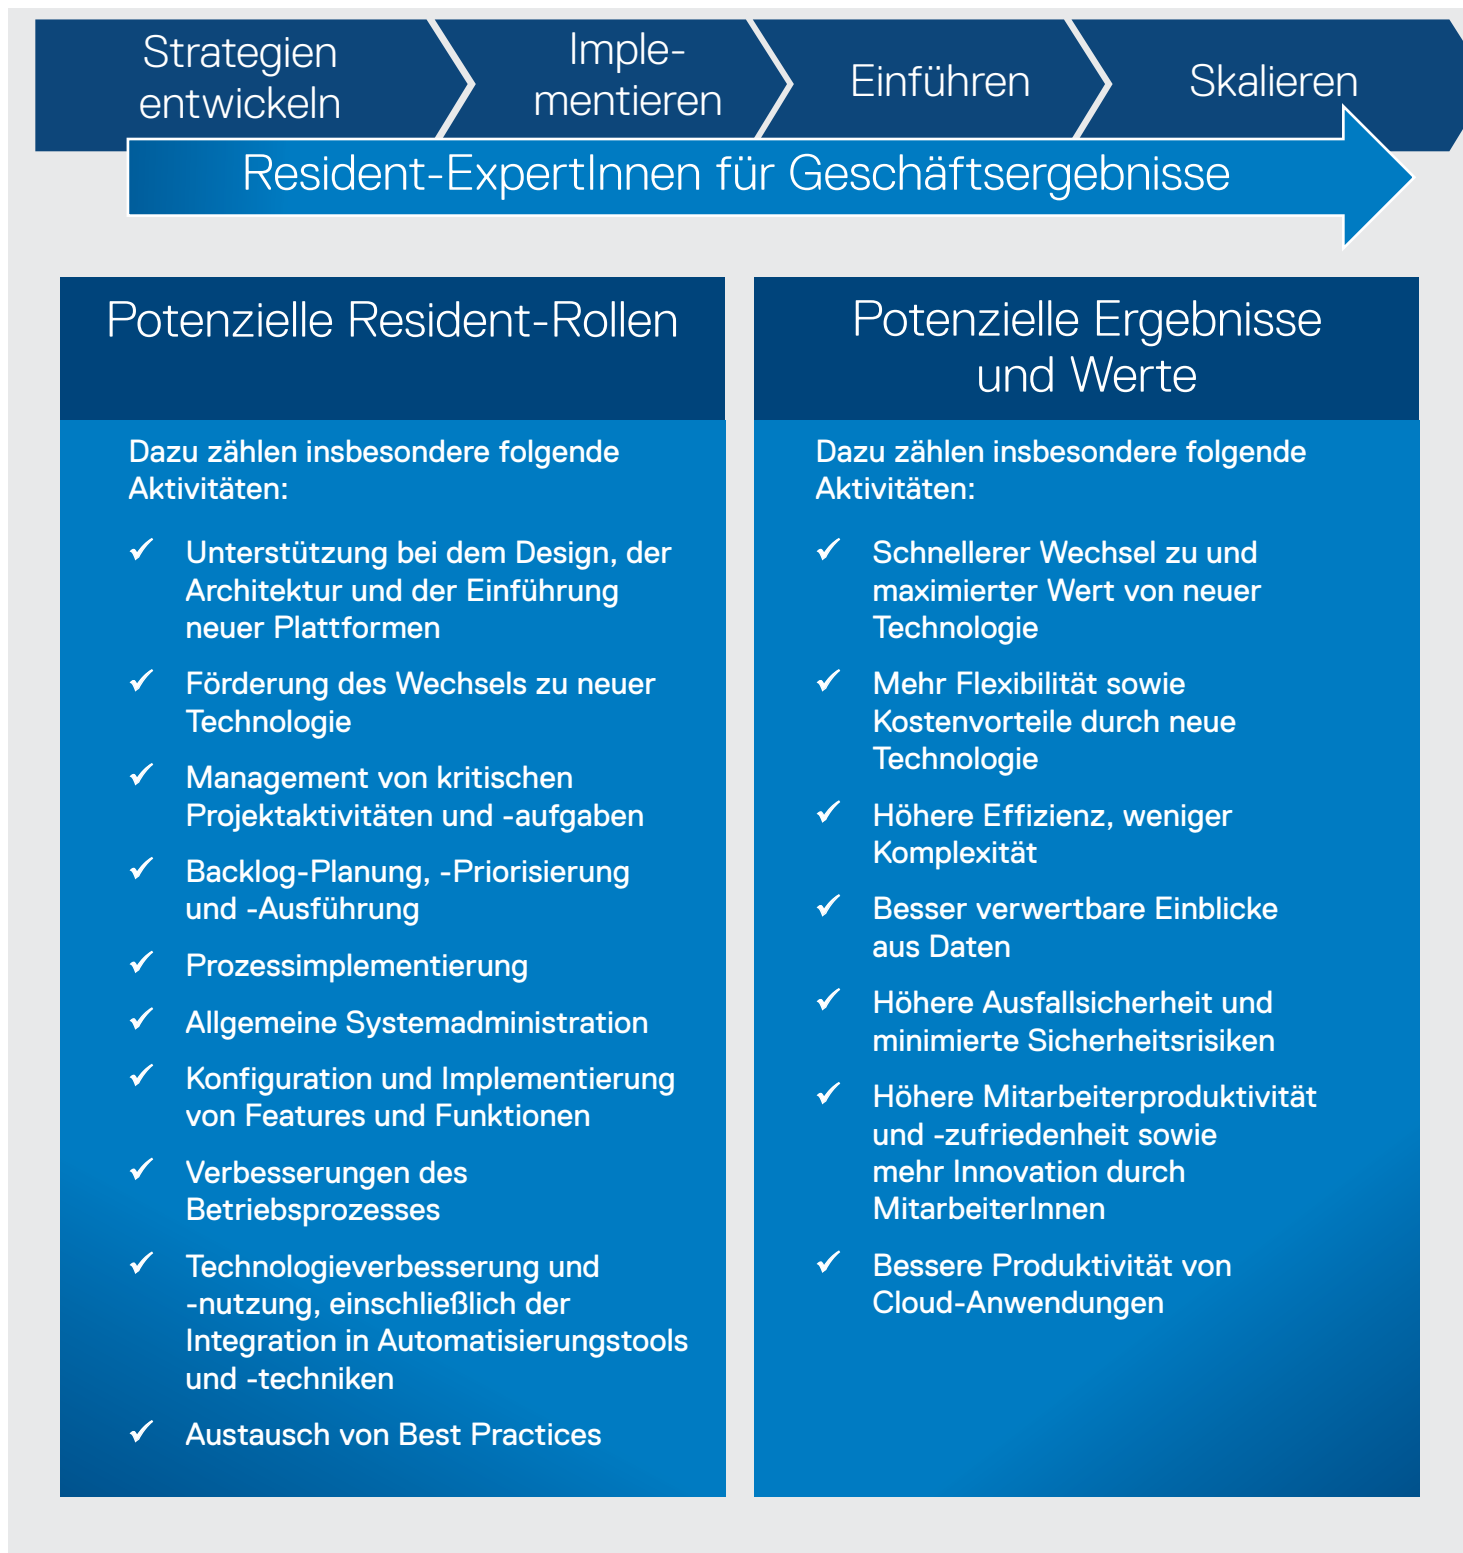 Strategien
entwickeln
Imple-
mentieren
Einführen
Skalieren
Resident-ExpertInnen für Geschäftsergebnisse
Potenzielle Resident-Rollen
Dazu zählen insbesondere folgende
Aktivitäten:
✓ Unterstützung bei dem Design, der
Architektur und der Einführung
neuer Plattformen
✓ Förderung des Wechsels zu neuer
Technologie
✓ Management von kritischen
Projektaktivitäten und -aufgaben
✓ Backlog-Planung, -Priorisierung
und -Ausführung
✓ Prozessimplementierung
✓ Allgemeine Systemadministration
✓ Konfiguration und Implementierung
von Features und Funktionen
✓ Verbesserungen des
Betriebsprozesses
✓ Technologieverbesserung und
-nutzung, einschließlich der
Integration in Automatisierungstools
und -techniken
✓ Austausch von Best Practices
Potenzielle Ergebnisse
und Werte
Dazu zählen insbesondere folgende
Aktivitäten:
✓ Schnellerer Wechsel zu und
maximierter Wert von neuer
Technologie
✓ Mehr Flexibilität sowie
Kostenvorteile durch neue
Technologie
✓ Höhere Effizienz, weniger
Komplexität
✓ Besser verwertbare Einblicke
aus Daten
✓ Höhere Ausfallsicherheit und
minimierte Sicherheitsrisiken
✓ Höhere Mitarbeiterproduktivität
und -zufriedenheit sowie
mehr Innovation durch
MitarbeiterInnen
✓ Bessere Produktivität von
Cloud-Anwendungen